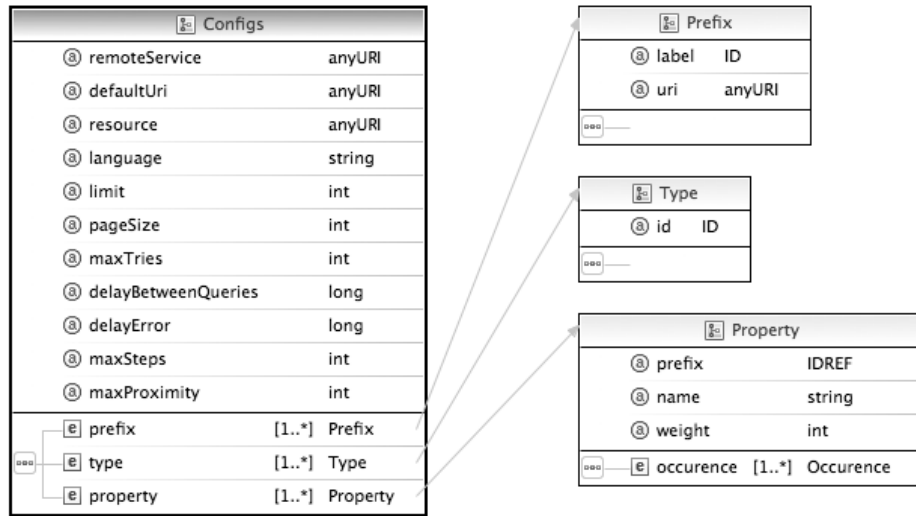 Configs
remoteService anyURI
defaultUri anyURI
resource anyURI
language string
limit int
pageSize int
maxTries int
delayBetweenQueries long
delayError long
maxSteps int
maxProximity int
prefix [1..*] Prefix
type [1..*] Type
property [1..*] Property
Prefix
label ID
uri anyURI
Type
id ID
Property
prefix IDREF
name string
weight int
occurence [1..*] Occurence